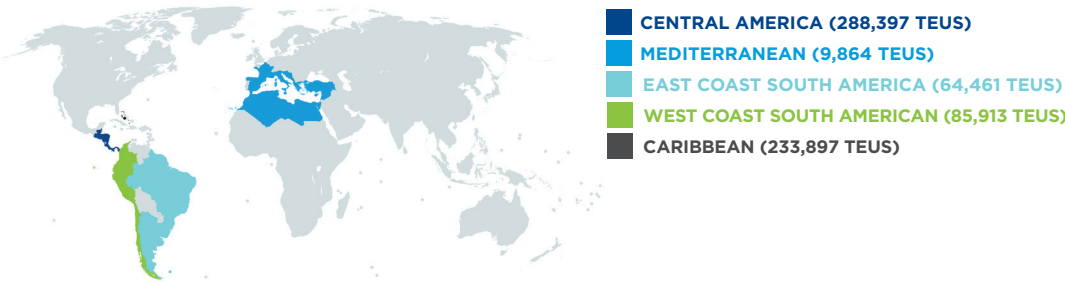 CENTRAL AMERICA (288,397 TEUS)
MEDITERRANEAN (9,864 TEUS)
EAST COAST SOUTH AMERICA (64,461 TEUS)
WEST COAST SOUTH AMERICAN (85,913 TEUS)
CARIBBEAN (233,897 TEUS)